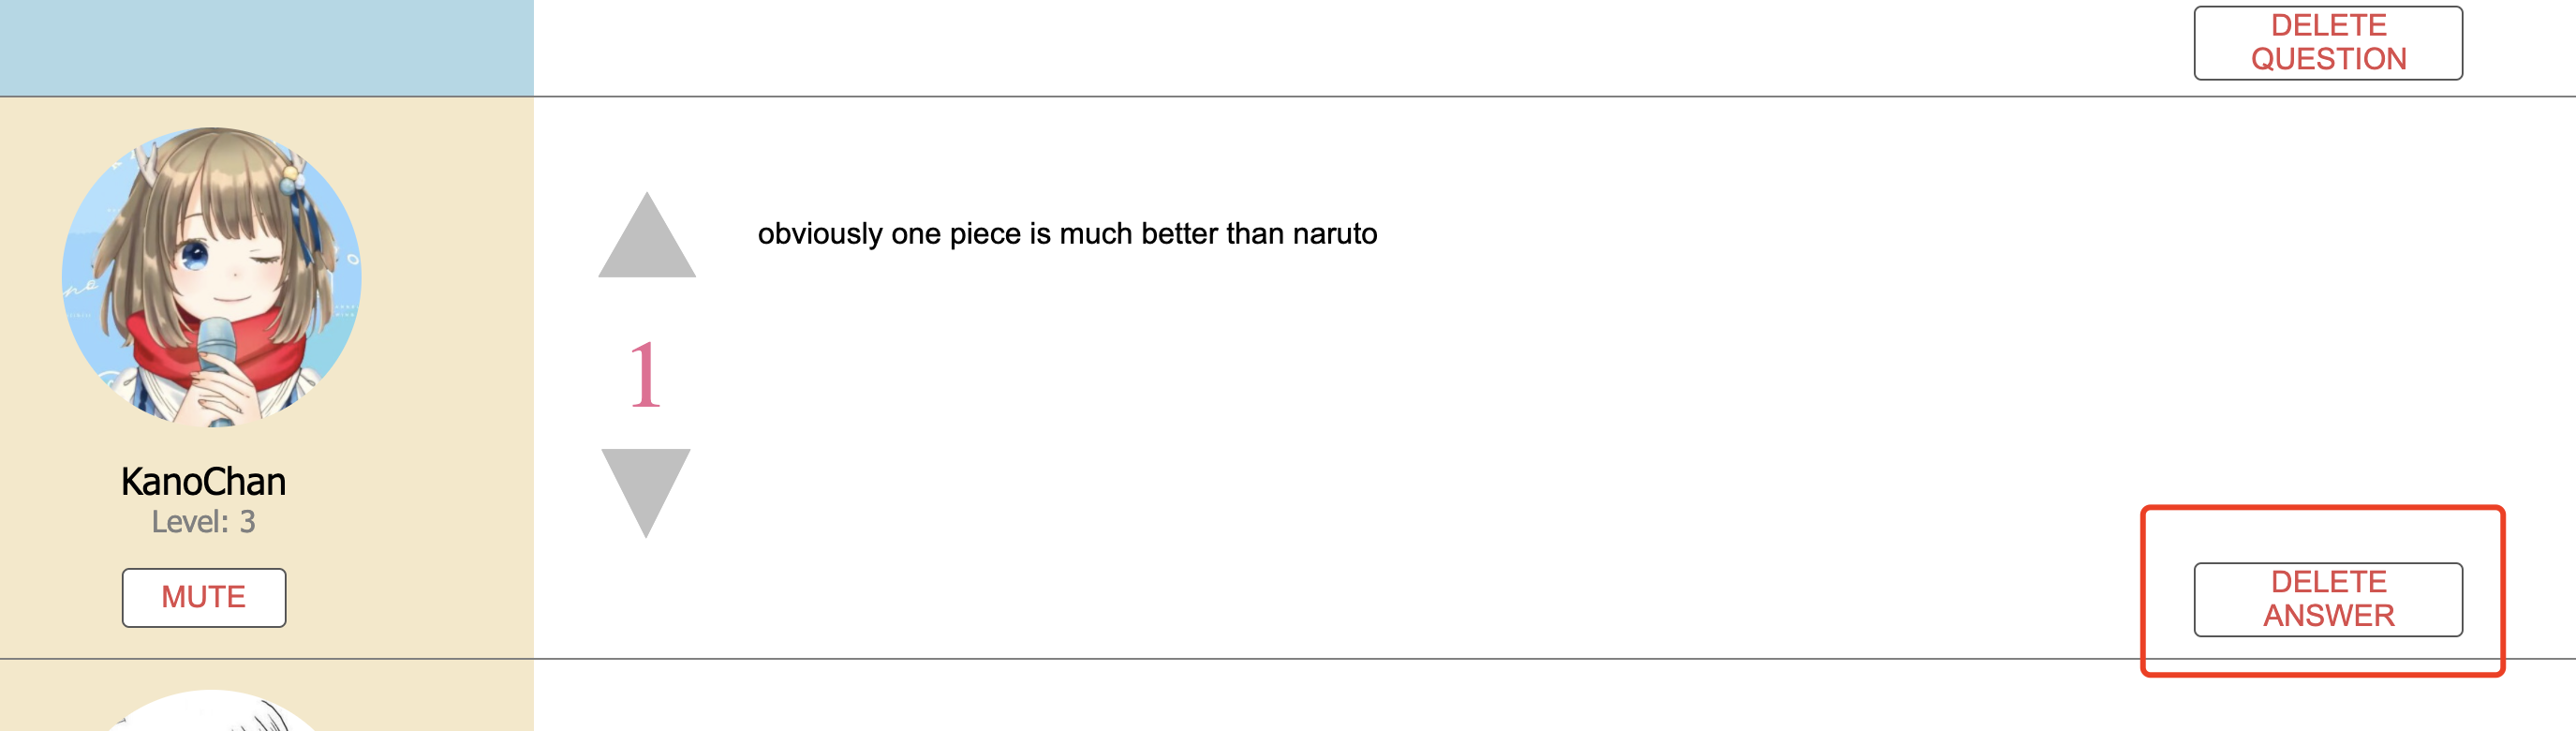 DELETE
QUESTION
obviously one piece is much better than naruto
1
KanoChan
Level: 3
MUTE
DELETE
ANSWER